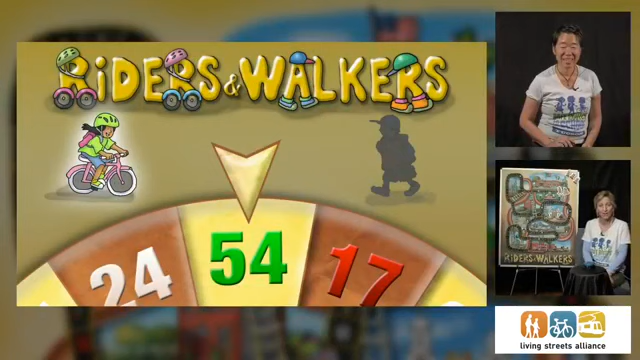 RiDERS & WALKERS
24 54 17
RIDERS & WALKERS
living streets alliance